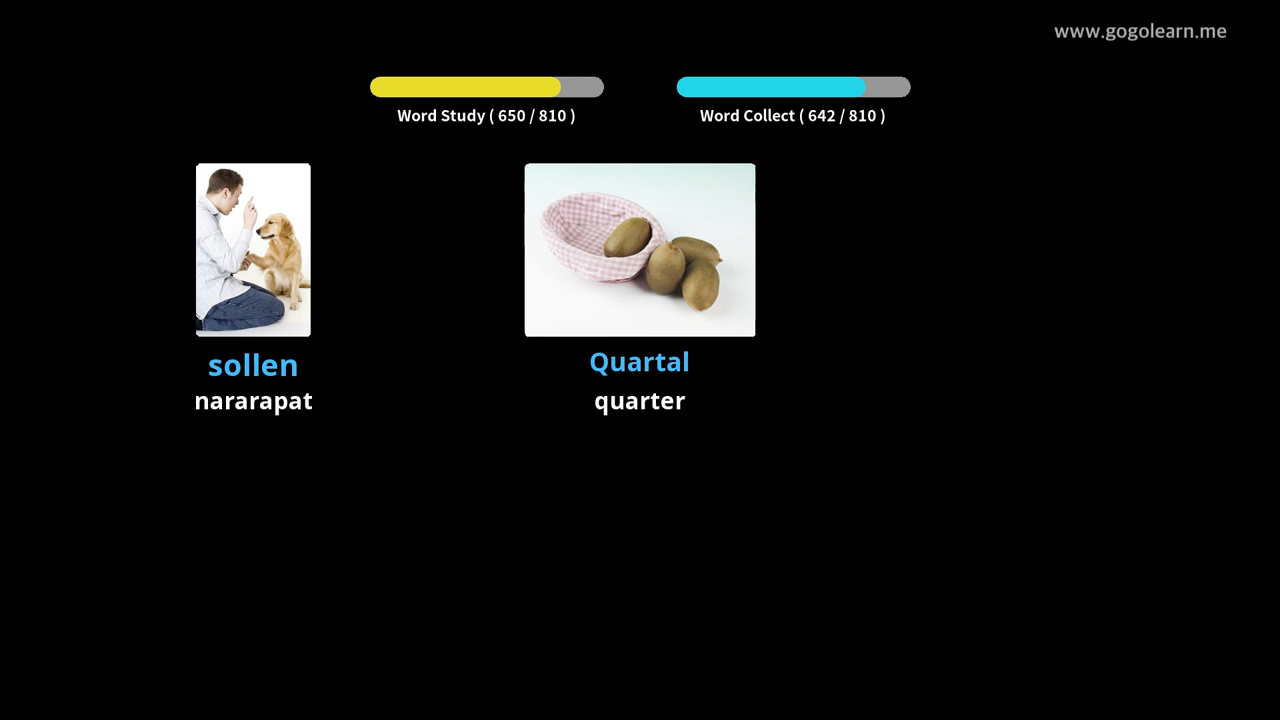 www.gogolearn.me
Word Study ( 650 / 810 )
Word Collect ( 642 / 810 )
sollen
nararapat
Quartal
quarter